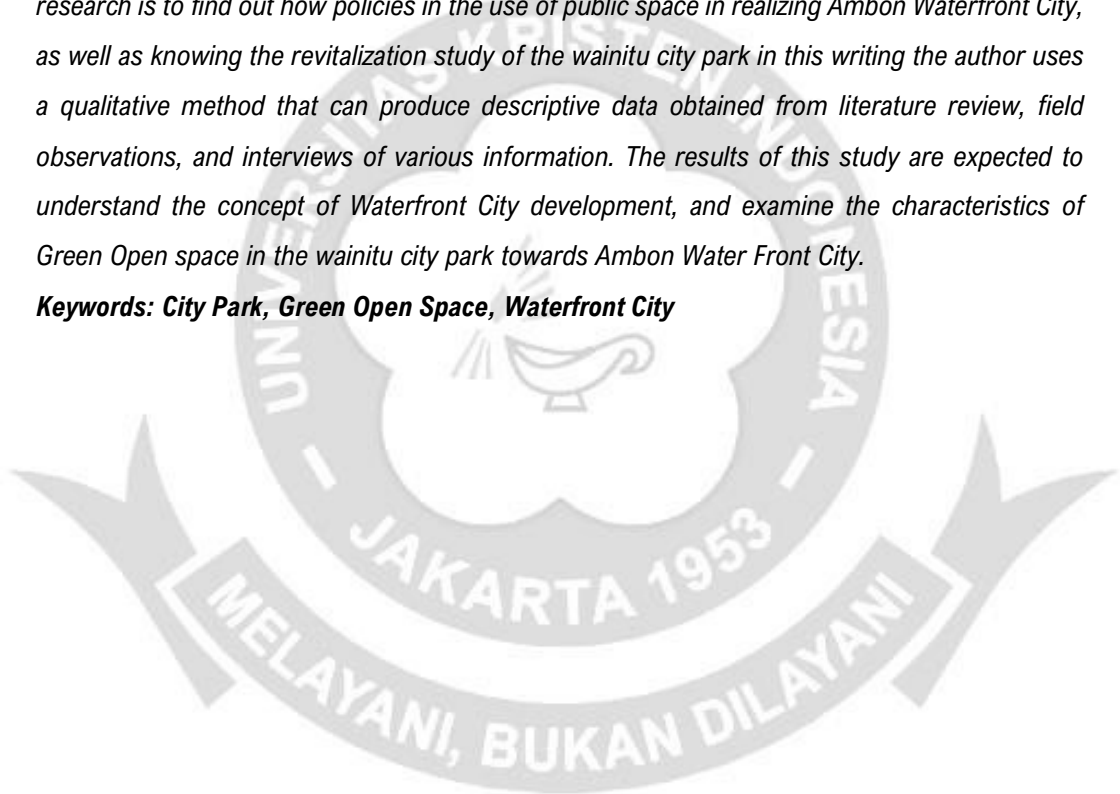 research is to find out how policies in the use of public space in realizing Ambon Waterfront City,
as well as knowing the revitalization study of the wainitu city park in this writing the author uses
a qualitative method that can produce descriptive data obtained from literature review, field
observations, and interviews of various information. The results of this study are expected to
understand the concept of Waterfront City development, and examine the characteristics of
Green Open space in the wainitu city park towards Ambon Water Front City.
Keywords: City Park, Green Open Space, Waterfront City
UNIVERSITAS KRISTEN INDONESIA
- JAKARTA 1953 -
MELAYANI, BUKAN DILAYANI